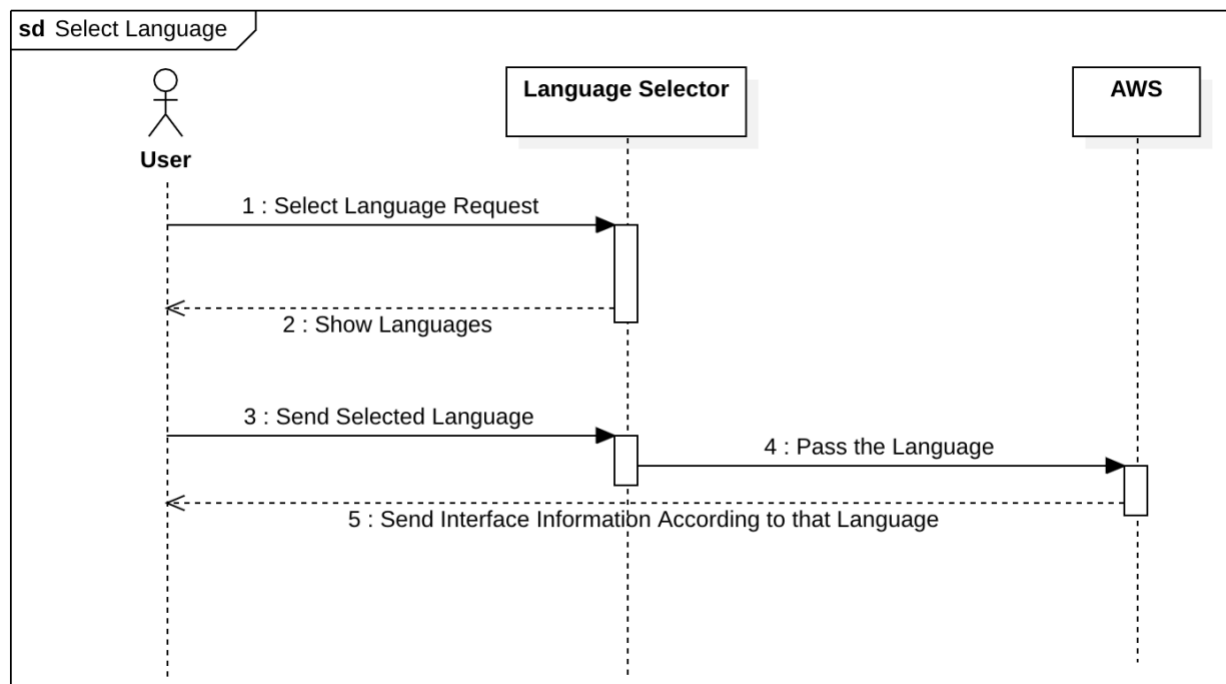 sd Select Language
Language Selector
AWS
User
1 : Select Language Request
2 : Show Languages
3 : Send Selected Language
4 : Pass the Language
5 : Send Interface Information According to that Language